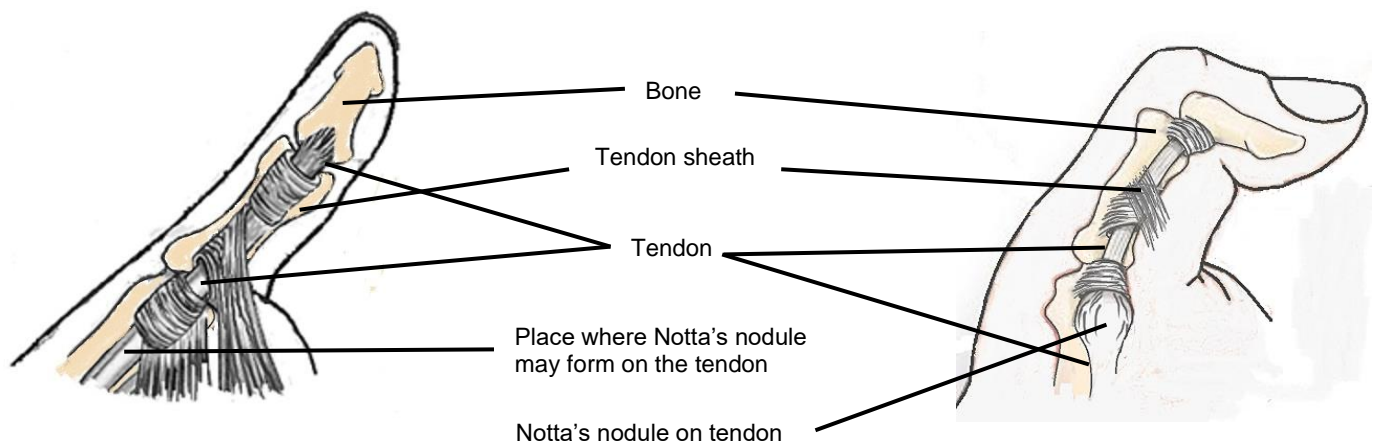 Bone
Tendon sheath
Tendon
Place where Notta’s nodule
may form on the tendon
Notta’s nodule on tendon